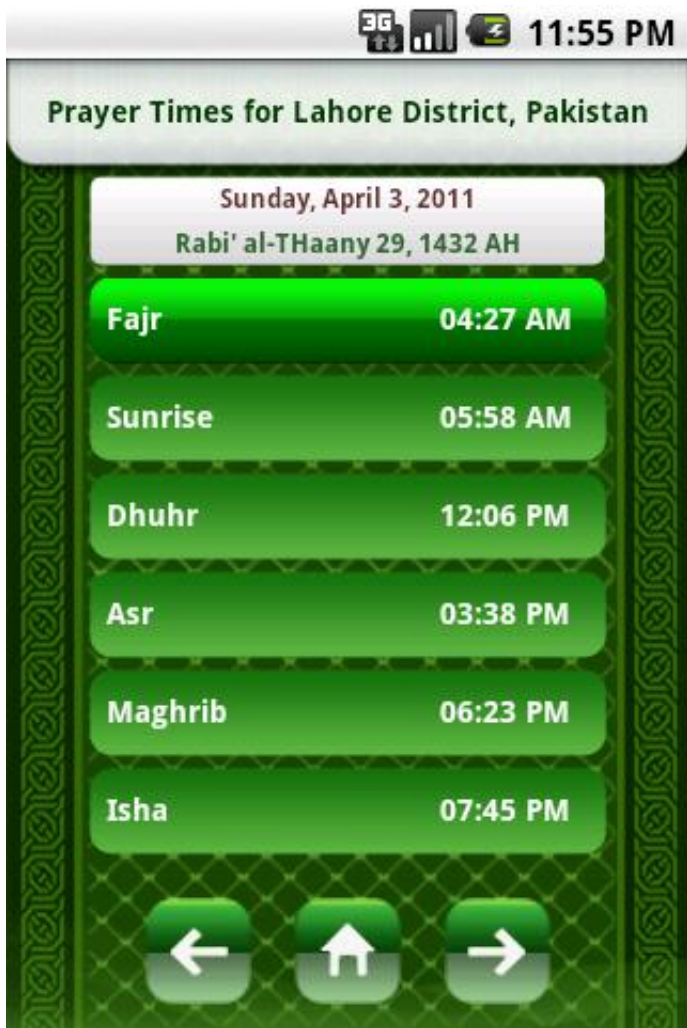 3G 11:55 PM
Prayer Times for Lahore District, Pakistan
Sunday, April 3, 2011
Rabi' al-THaany 29, 1432 AH
Fajr 04:27 AM
Sunrise 05:58 AM
Dhuhr 12:06 PM
Asr 03:38 PM
Maghrib 06:23 PM
Isha 07:45 PM